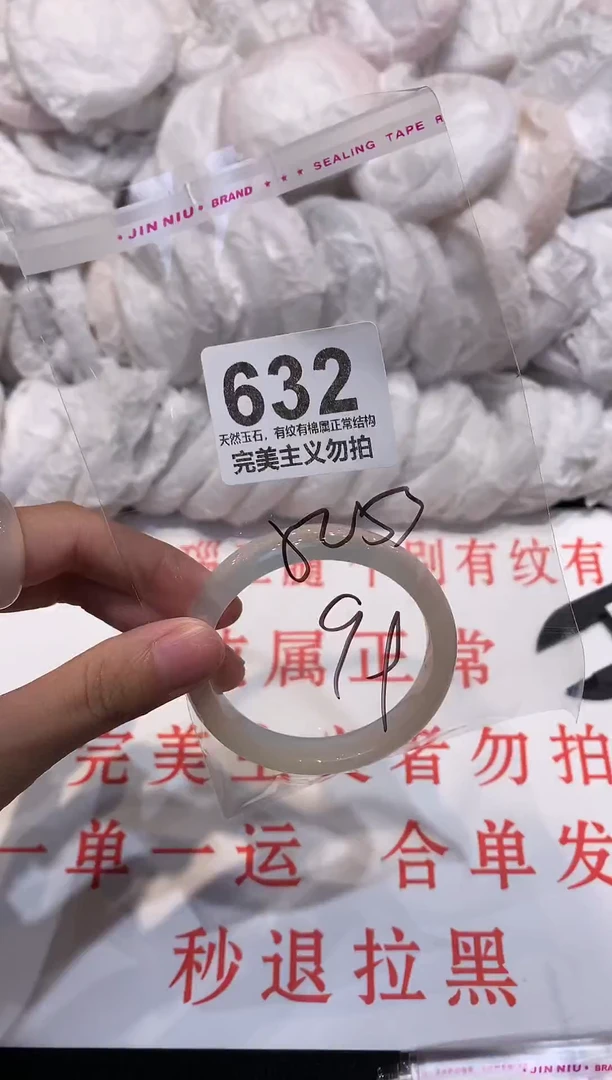 •JIN NIU• BRAND ★ ★ ★ SEALING TAPE R
632
天然玉石，有纹有棉属正常结构
完美主义勿拍
别有纹有
属正常
完美主义者勿拍
一单一运 合单发
秒退拉黑
•JIN NIU• BRA